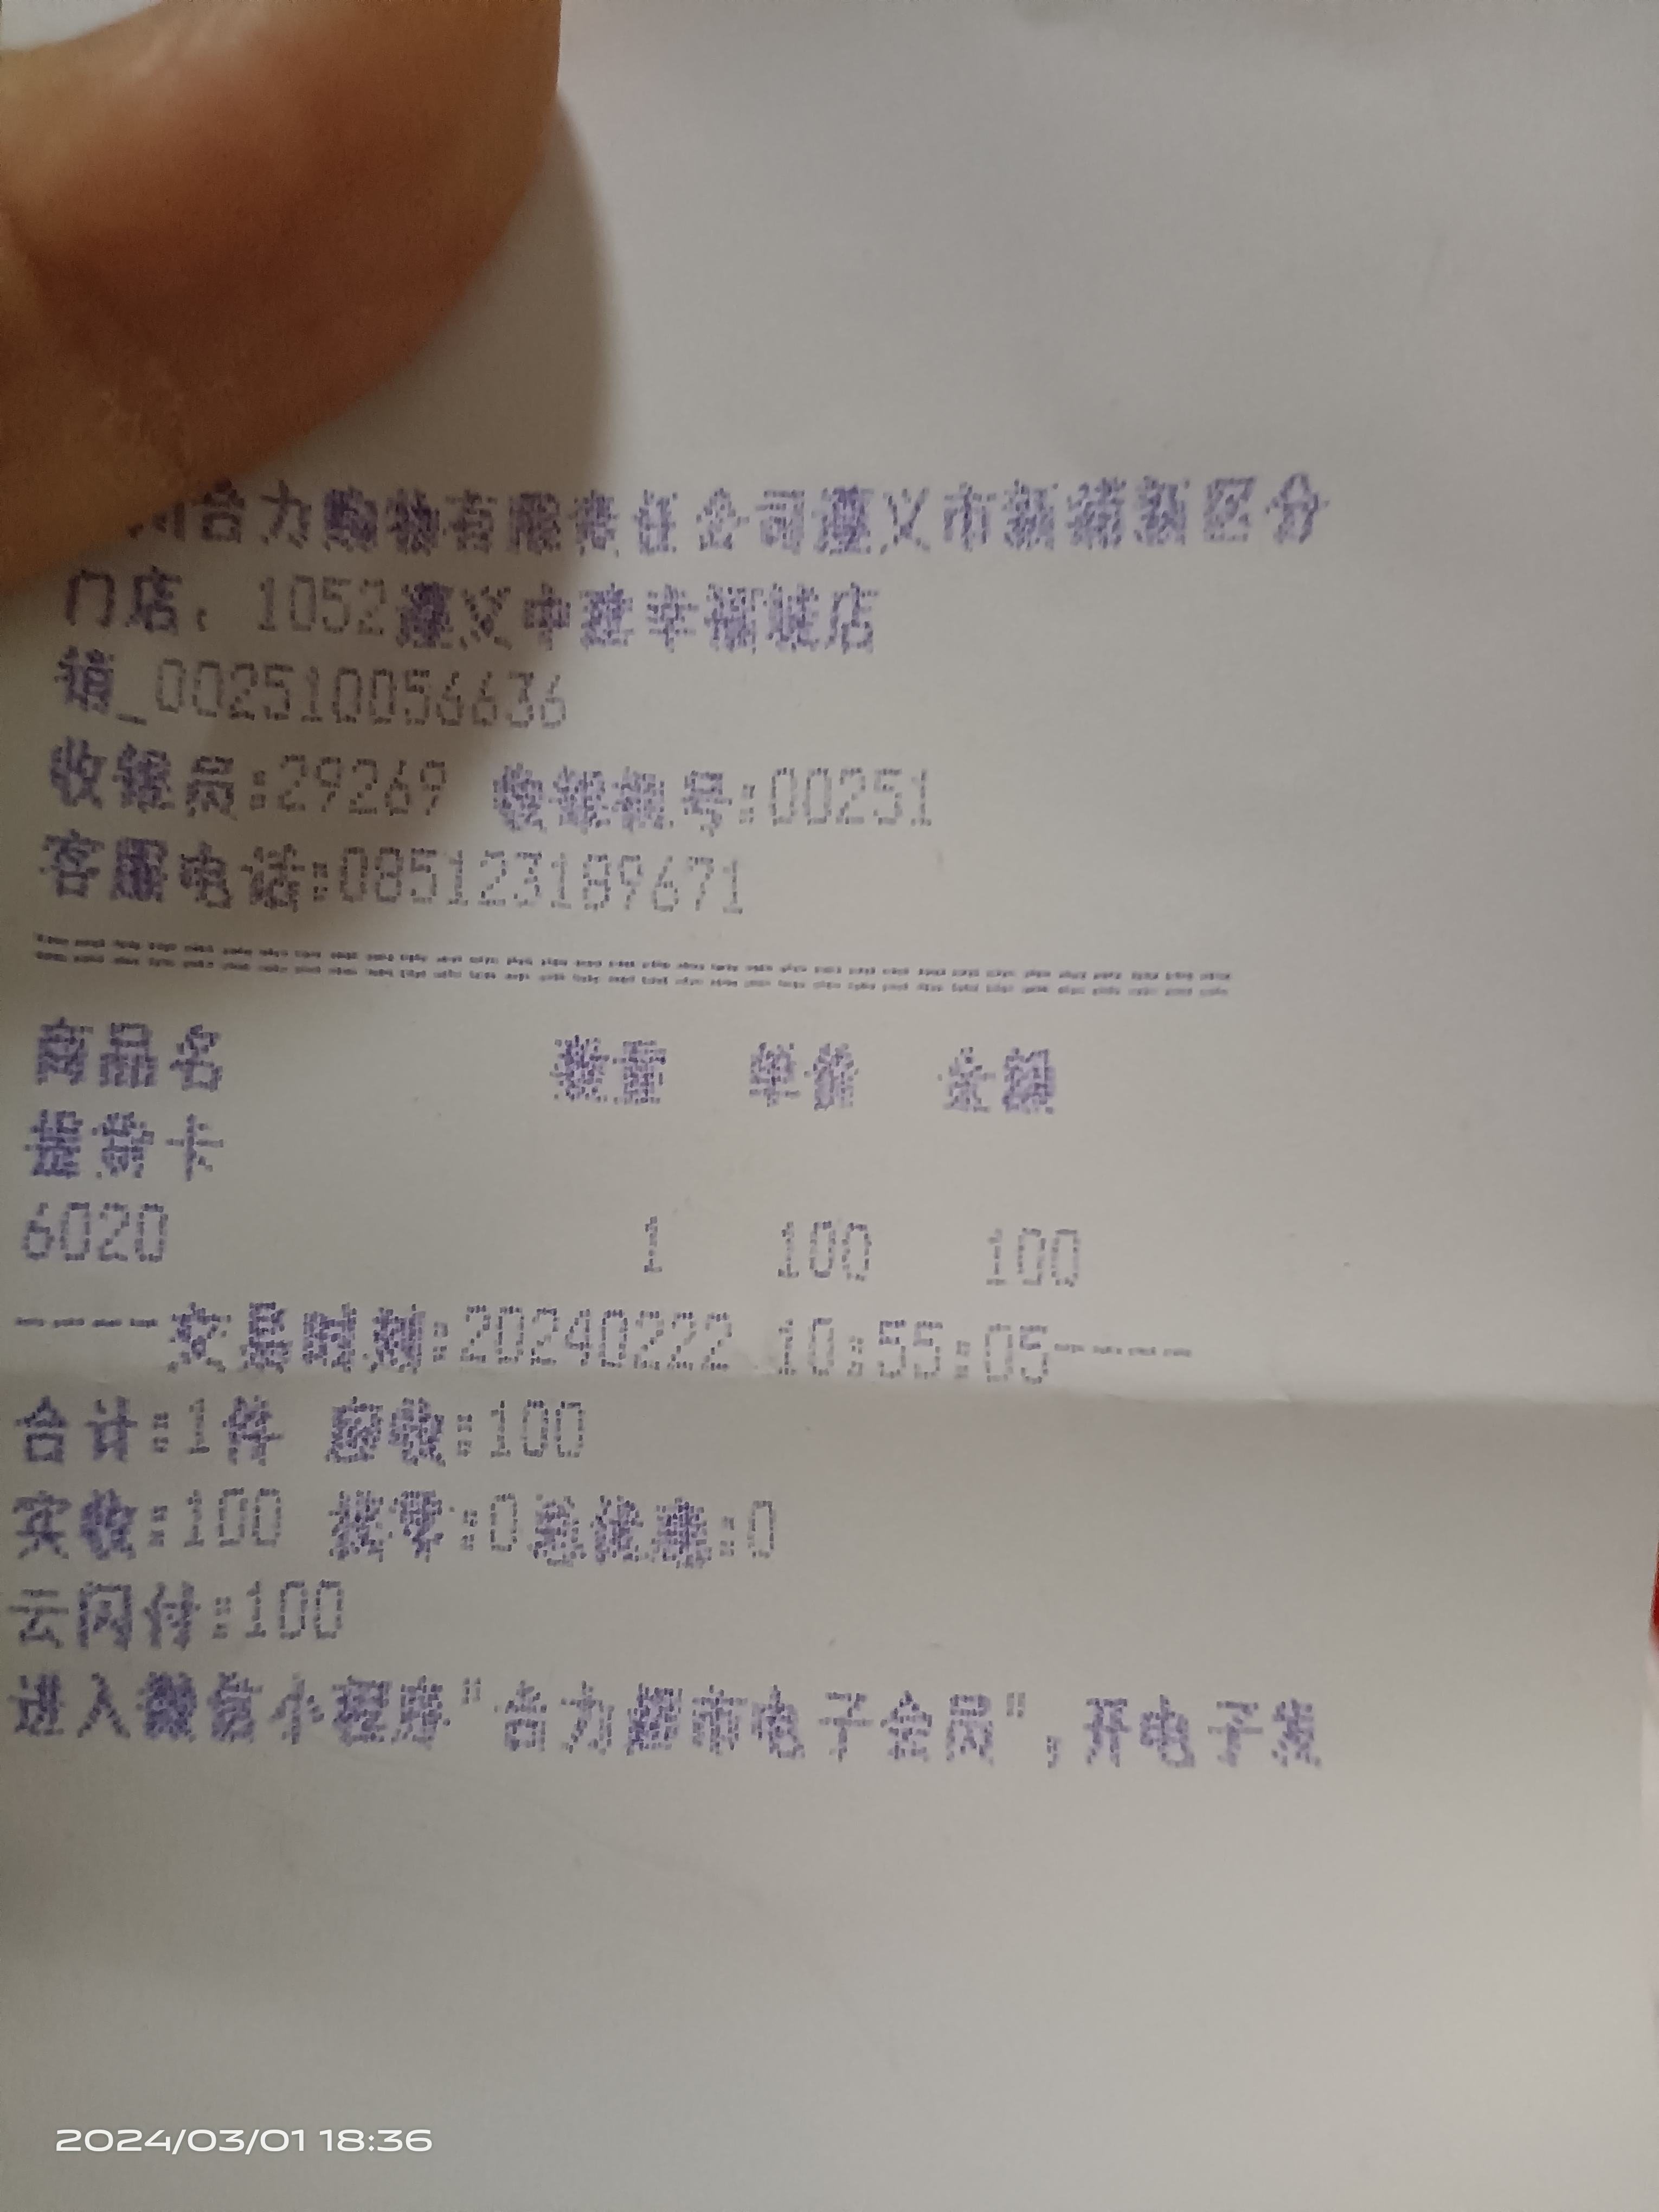 州合力购物有限责任公司遵义市新蒲新区分
门店: 1052遵义中建幸福城店
销_002510056636
收银员:29269 收银机号:00251
客服电话:085123189671
商品名 数量 单价 金额
提货卡
6020 1 100 100
----交易时刻:20240222 10:55:05----
合计:1件 应收:100
实收:100 找零:0总优惠:0
云闪付:100
进入微信小程序"合力超市电子会员",开电子发
2024/03/01 18:36